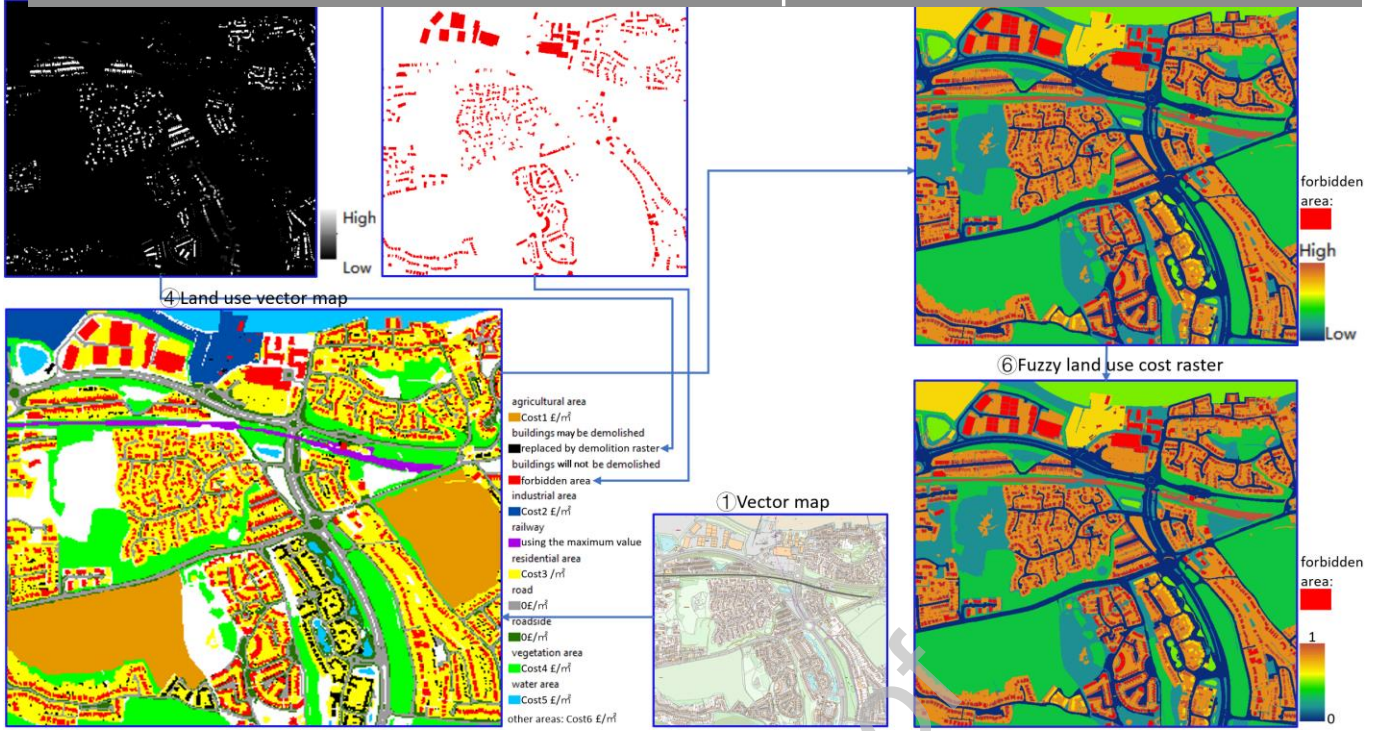 High
Low
④Land use vector map
agricultural area
Cost1 £/㎡
buildings may be demolished
replaced by demolition raster
buildings will not be demolished
forbidden area
industrial area
Cost2 £/㎡
railway
using the maximum value
residential area
Cost3 /㎡
road
0£/㎡
roadside
0£/㎡
vegetation area
Cost4 £/㎡
water area
Cost5 £/㎡
other areas: Cost6 £/㎡
①Vector map
forbidden
area:
High
Low
⑥Fuzzy land use cost raster
forbidden
area:
1
0